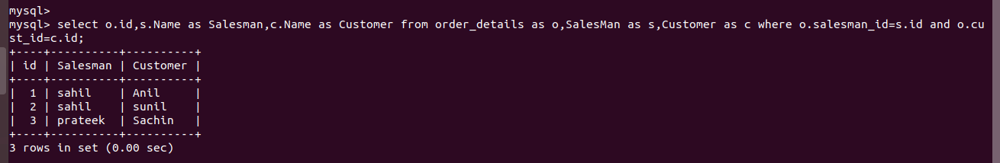 mysql>
mysql> select o.id,s.Name as Salesman,c.Name as Customer from order_details as o,SalesMan as s,Customer as c where o.salesman_id=s.id and o.cu
st_id=c.id;
+----+----------+----------+
| id | Salesman | Customer |
+----+----------+----------+
|  1 | sahil    | Anil     |
|  2 | sahil    | sunil    |
|  3 | prateek  | Sachin   |
+----+----------+----------+
3 rows in set (0.00 sec)